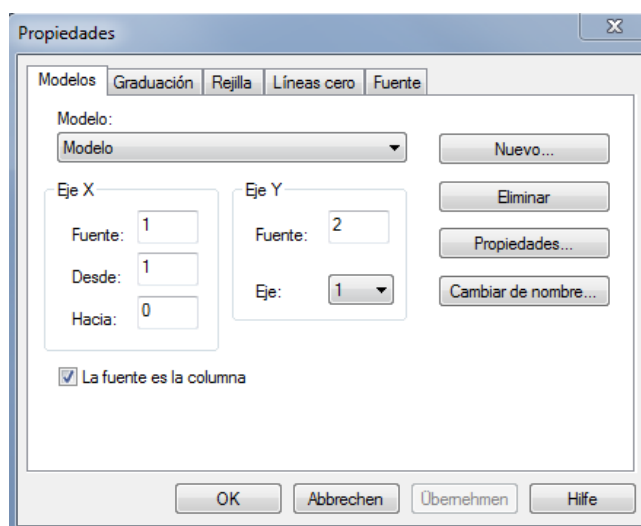 Propiedades
Modelos Graduación Rejilla Líneas cero Fuente
Modelo:
Modelo
Nuevo...
Eje X
Eje Y
Eliminar
Fuente: 1
Fuente: 2
Propiedades...
Desde: 1
Eje: 1
Cambiar de nombre...
Hacia: 0
La fuente es la columna
OK Abbrechen Übernehmen Hilfe